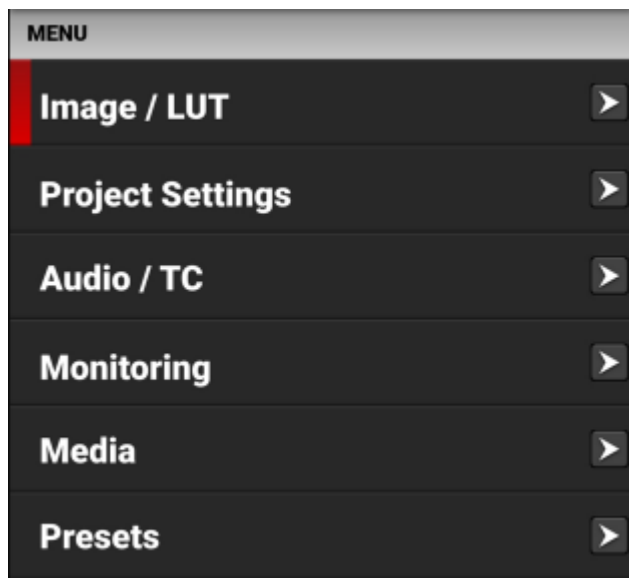 MENU
Image / LUT
Project Settings
Audio / TC
Monitoring
Media
Presets